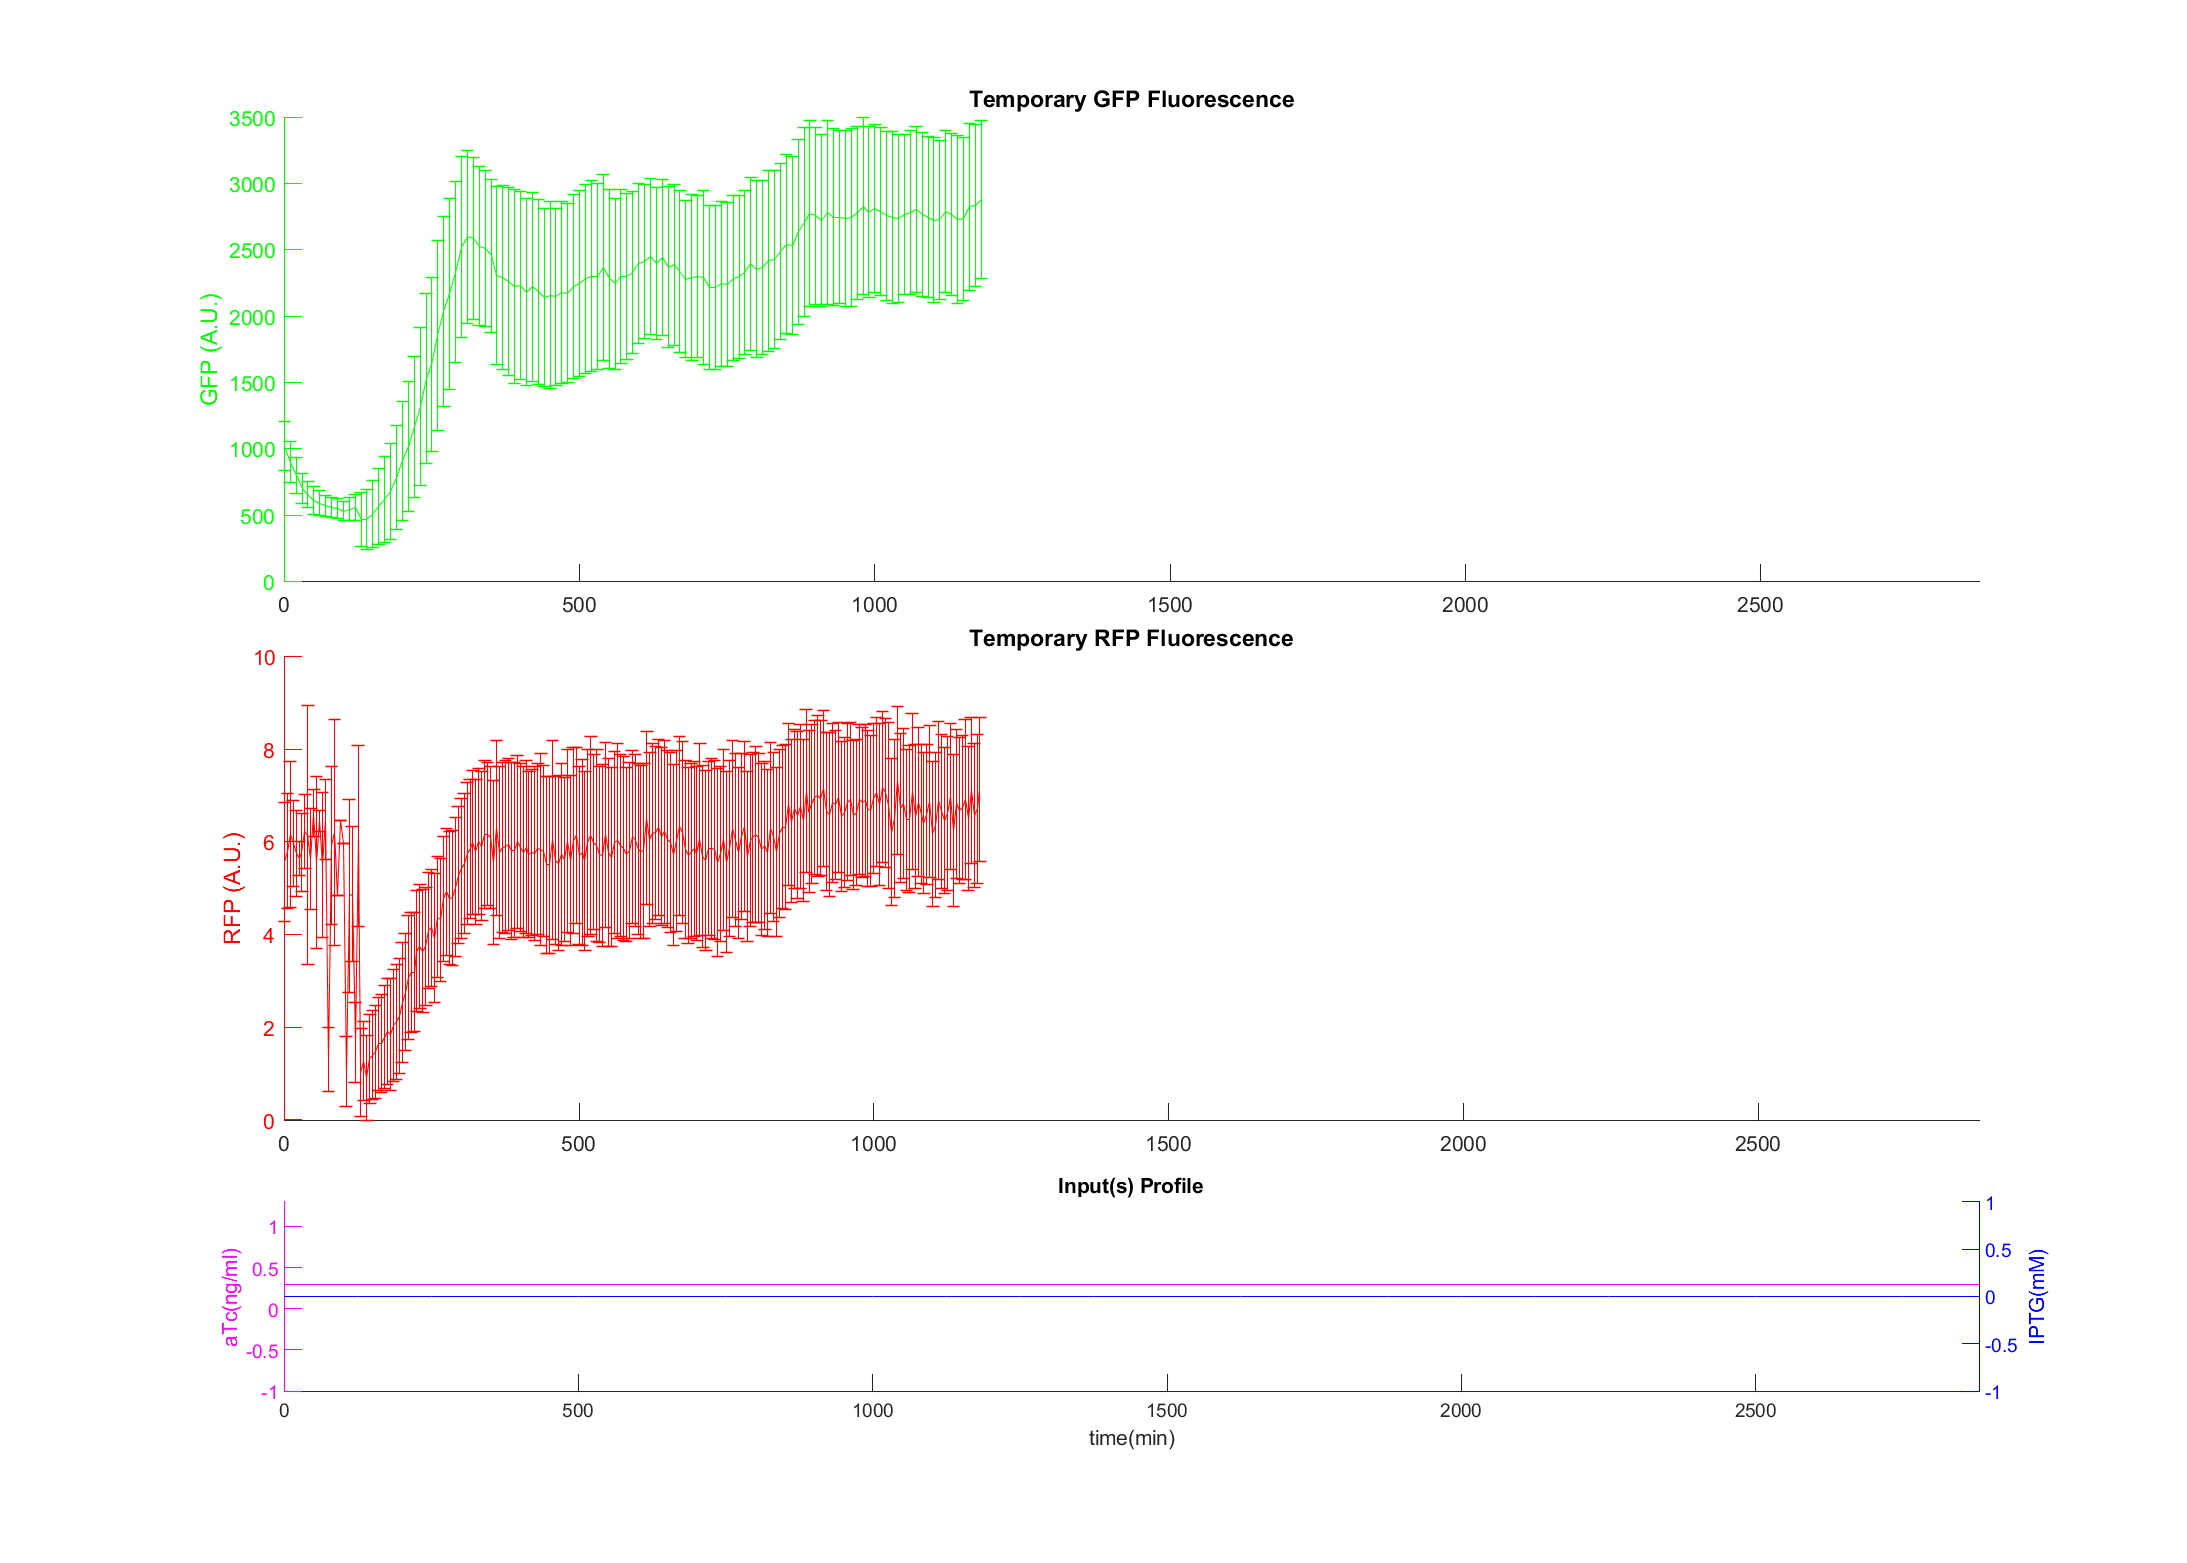 Temporary GFP Fluorescence
GFP (A.U.)
3500
3000
2500
2000
1500
1000
500
0
0 500 1000 1500 2000 2500
Temporary RFP Fluorescence
RFP (A.U.)
10
8
6
4
2
0
0 500 1000 1500 2000 2500
Input(s) Profile
aTc(ng/ml)
1
0.5
0
-0.5
-1
1
0.5
0
-0.5
-1
IPTG(mM)
0 500 1000 1500 2000 2500
time(min)